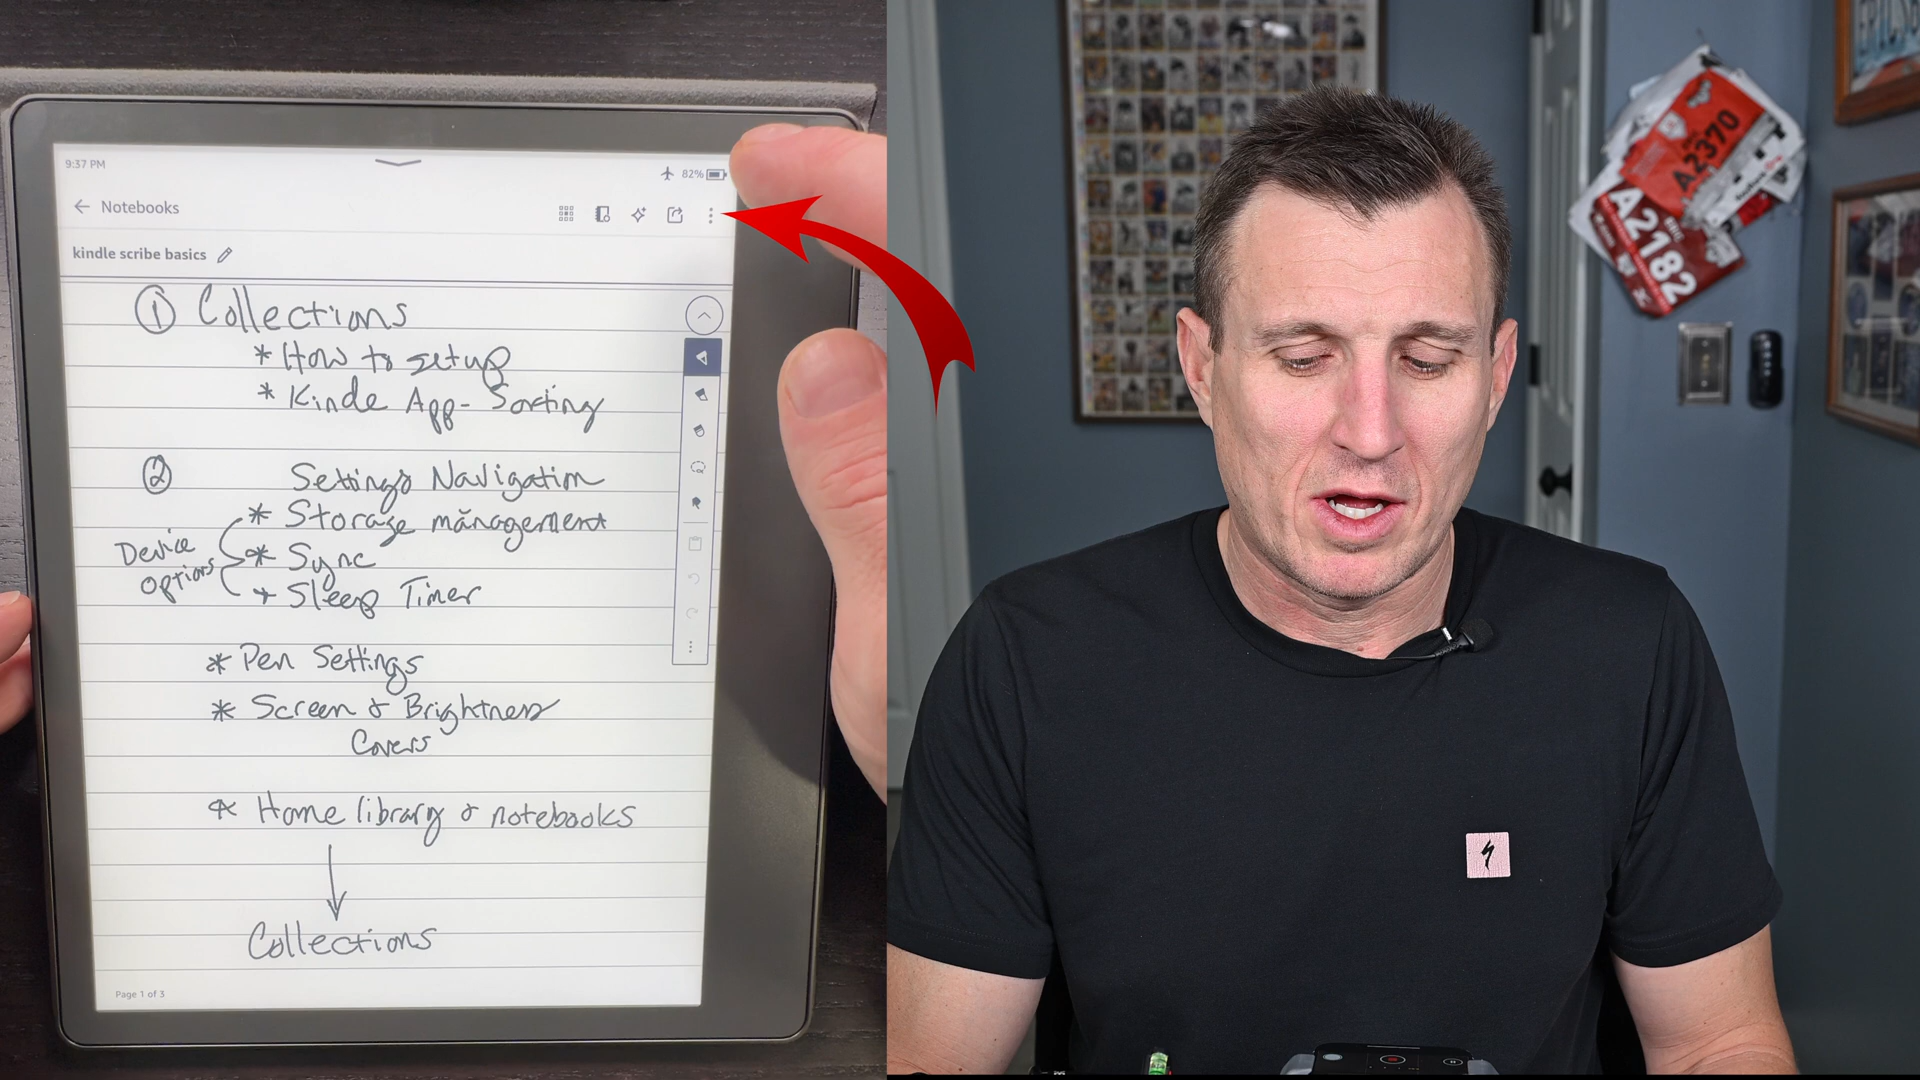 9:37 PM
82%
Notebooks
kindle scribe basics
① Collections
* How to setup
* Kinde App - Sorting
② Settings Navigation
* Storage management
Device Options
* Sync
* Sleep Timer
* Pen Settings
* Screen & Brightness
Covers
* Home library & notebooks
Collections
Page 1 of 3
A2370
A2182